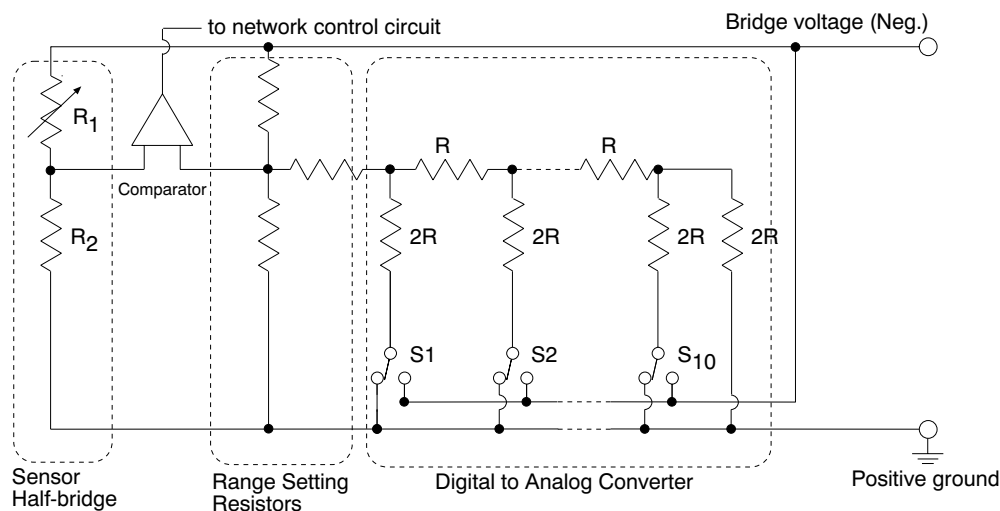 to network control circuit
Bridge voltage (Neg.)
R1
Comparator
R
R
R2
2R
2R
2R
2R
S1
S2
S10
Sensor
Half-bridge
Range Setting
Resistors
Digital to Analog Converter
Positive ground